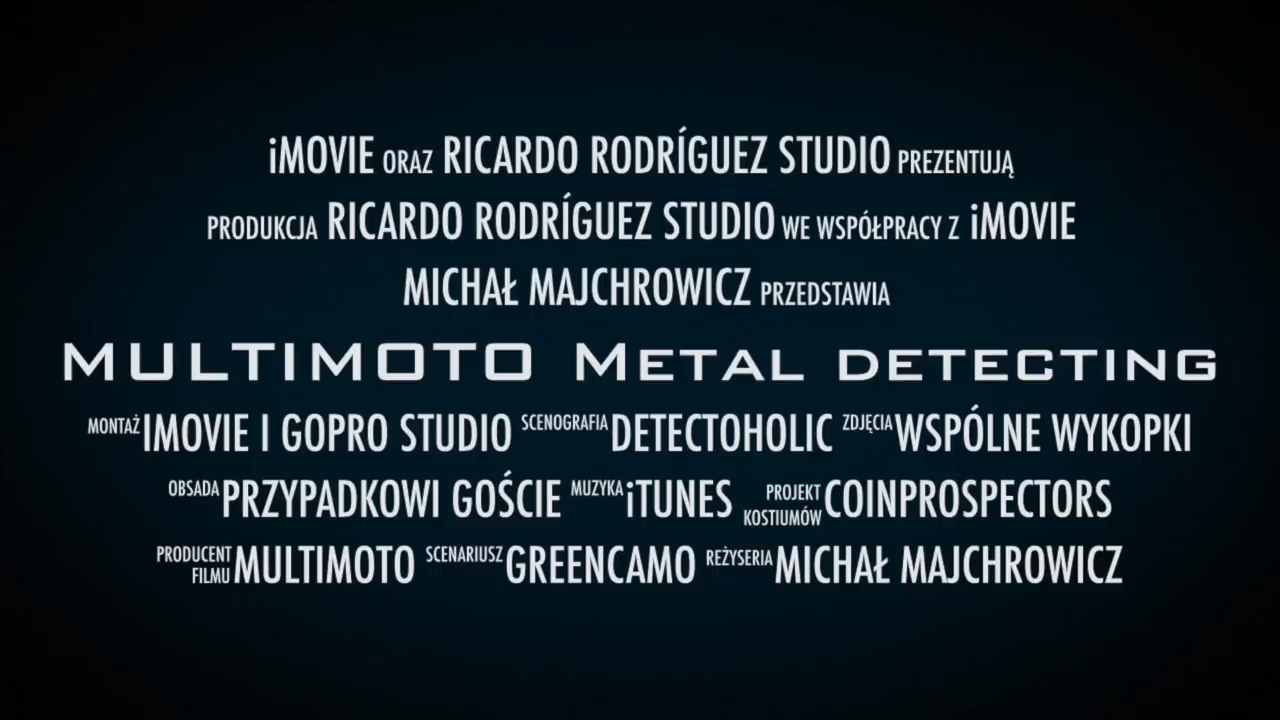 iMOVIE ORAZ RICARDO RODRÍGUEZ STUDIO PREZENTUJĄ
PRODUKCJA RICARDO RODRÍGUEZ STUDIO WE WSPÓŁPRACY Z iMOVIE
MICHAŁ MAJCHROWICZ PRZEDSTAWIA
MULTIMOTO METAL DETECTING
MONTAŻ IMOVIE I GOPRO STUDIO SCENOGRAFIA DETECTOHOLIC ZDJĘCIA WSPÓLNE WYKOPKI
OBSADA PRZYPADKOWI GOŚCIE MUZYKA iTUNES PROJEKT KOSTIUMÓW COINPROSPECTORS
PRODUCENT FILMU MULTIMOTO SCENARIUSZ GREENCAMO REŻYSERIA MICHAŁ MAJCHROWICZ